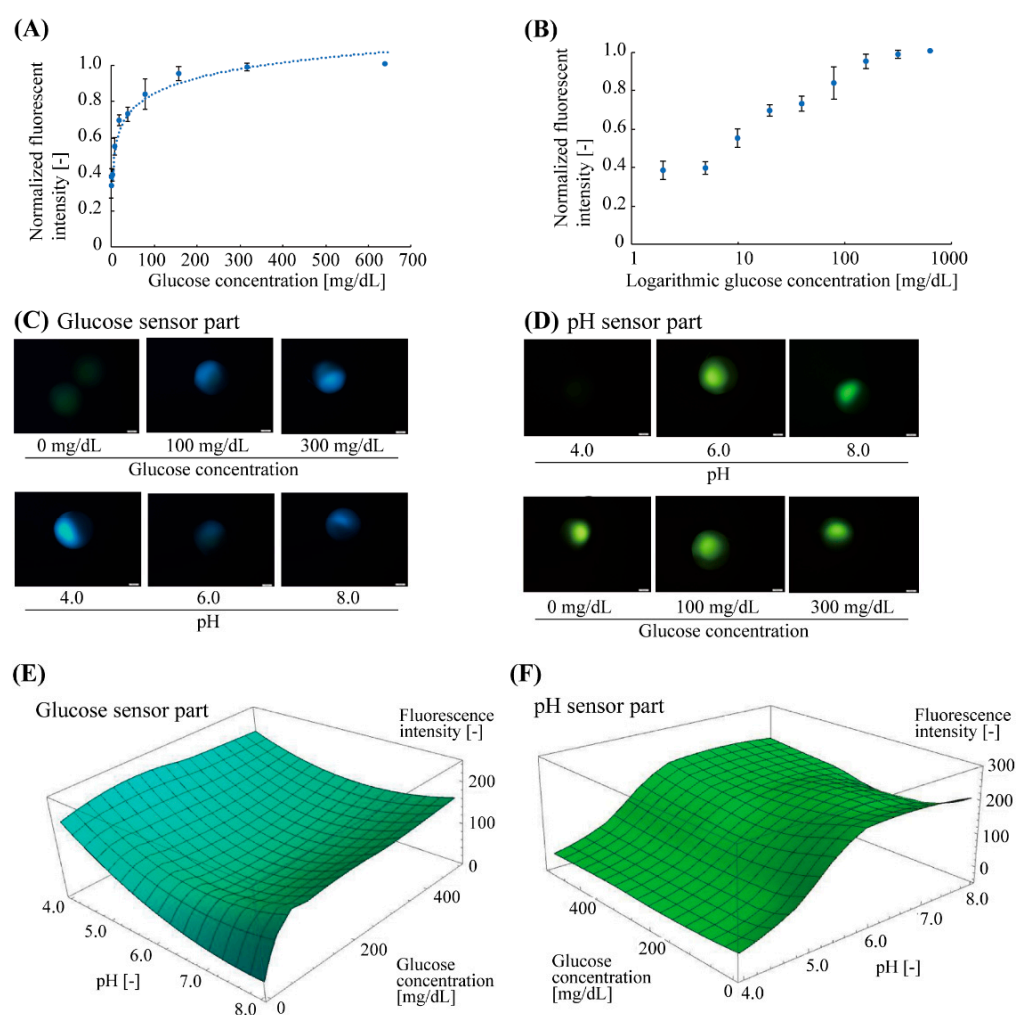 (A)
Normalized fluorescent
intensity [-]
1.0
0.8
0.6
0.4
0.2
0
0 100 200 300 400 500 600 700
Glucose concentration [mg/dL]
(B)
Normalized fluorescent
intensity [-]
1.0
0.8
0.6
0.4
0.2
0
1 10 100 1000
Logarithmic glucose concentration [mg/dL]
(C) Glucose sensor part
0 mg/dL 100 mg/dL 300 mg/dL
Glucose concentration
4.0 6.0 8.0
pH
(D) pH sensor part
4.0 6.0 8.0
pH
0 mg/dL 100 mg/dL 300 mg/dL
Glucose concentration
(E)
Glucose sensor part
Fluorescence
intensity [-]
200
100
0
400
200
0
Glucose
concentration
[mg/dL]
4.0
5.0
6.0
7.0
8.0
pH [-]
(F)
pH sensor part
Fluorescence
intensity [-]
300
200
100
0
8.0
7.0
6.0
5.0
4.0
pH [-]
400
200
0
Glucose
concentration
[mg/dL]